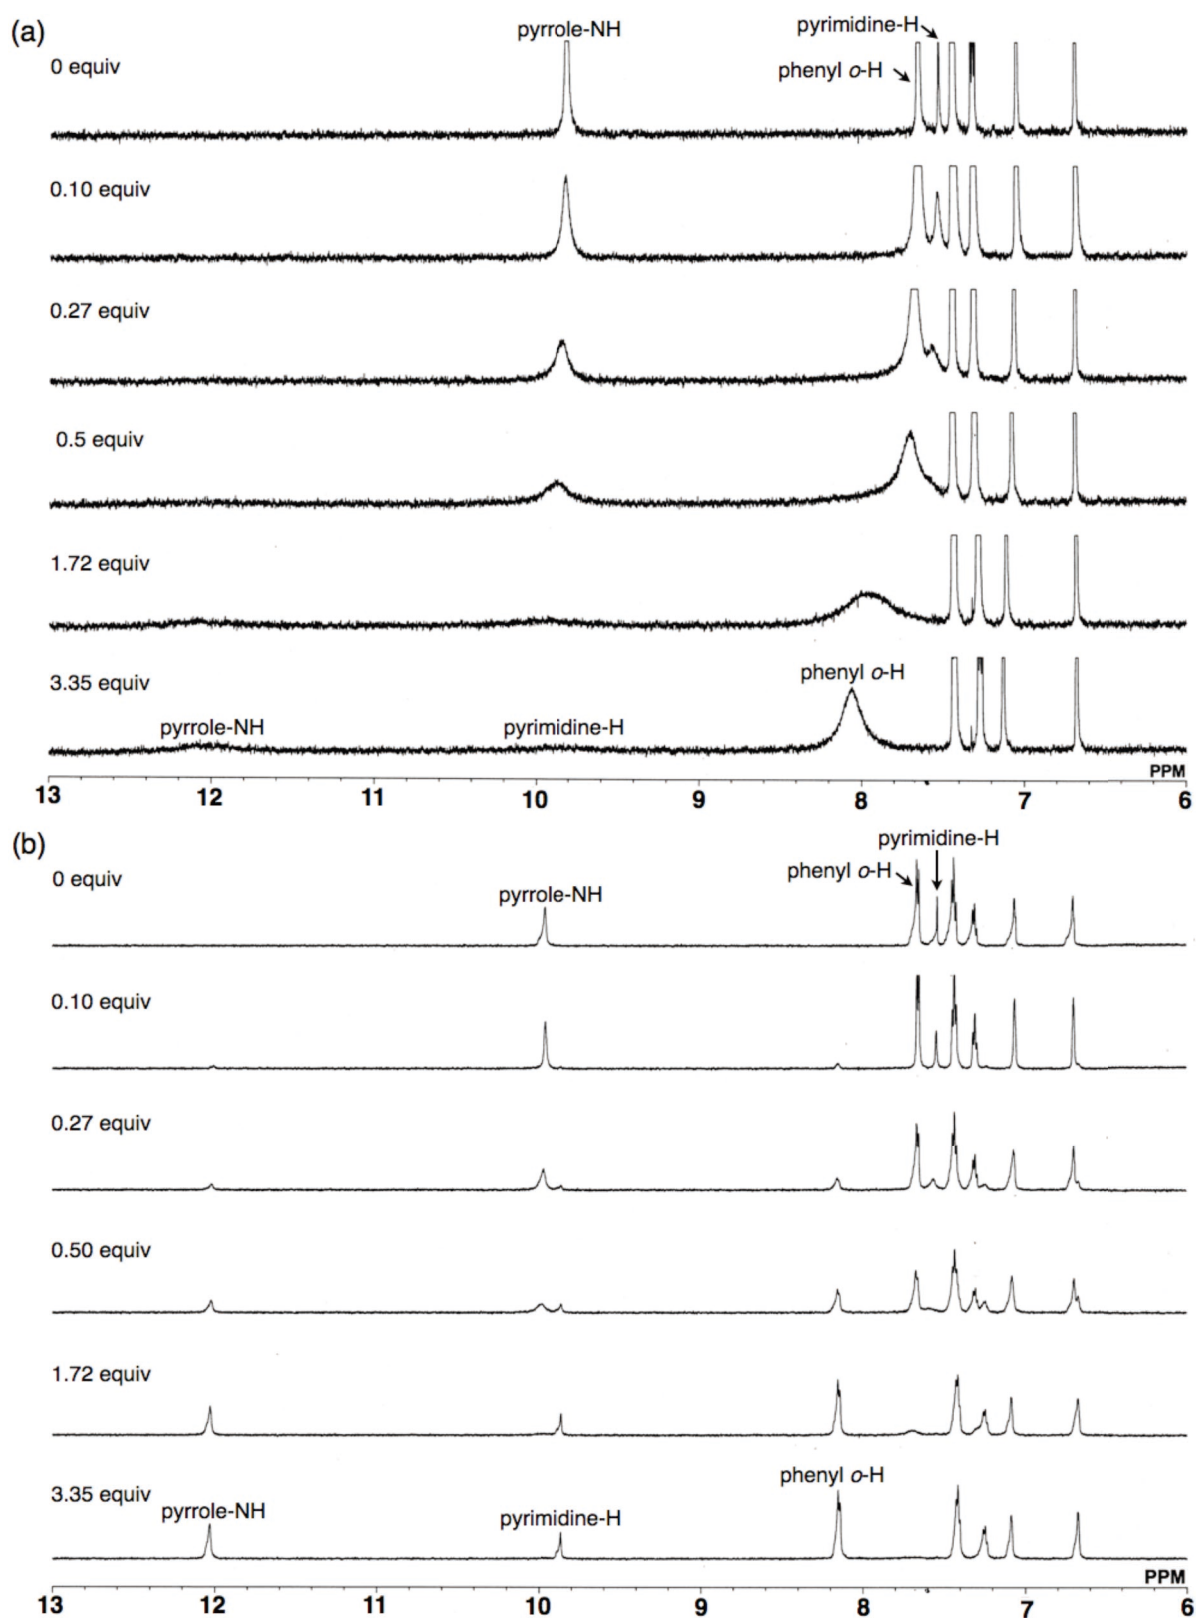 (a)
pyrrole-NH
pyrimidine-H
0 equiv
phenyl o-H
0.10 equiv
0.27 equiv
0.5 equiv
1.72 equiv
3.35 equiv
phenyl o-H
pyrrole-NH
pyrimidine-H
PPM
13 12 11 10 9 8 7 6
(b)
pyrimidine-H
0 equiv
phenyl o-H
pyrrole-NH
0.10 equiv
0.27 equiv
0.50 equiv
1.72 equiv
phenyl o-H
3.35 equiv
pyrrole-NH
pyrimidine-H
PPM
13 12 11 10 9 8 7 6